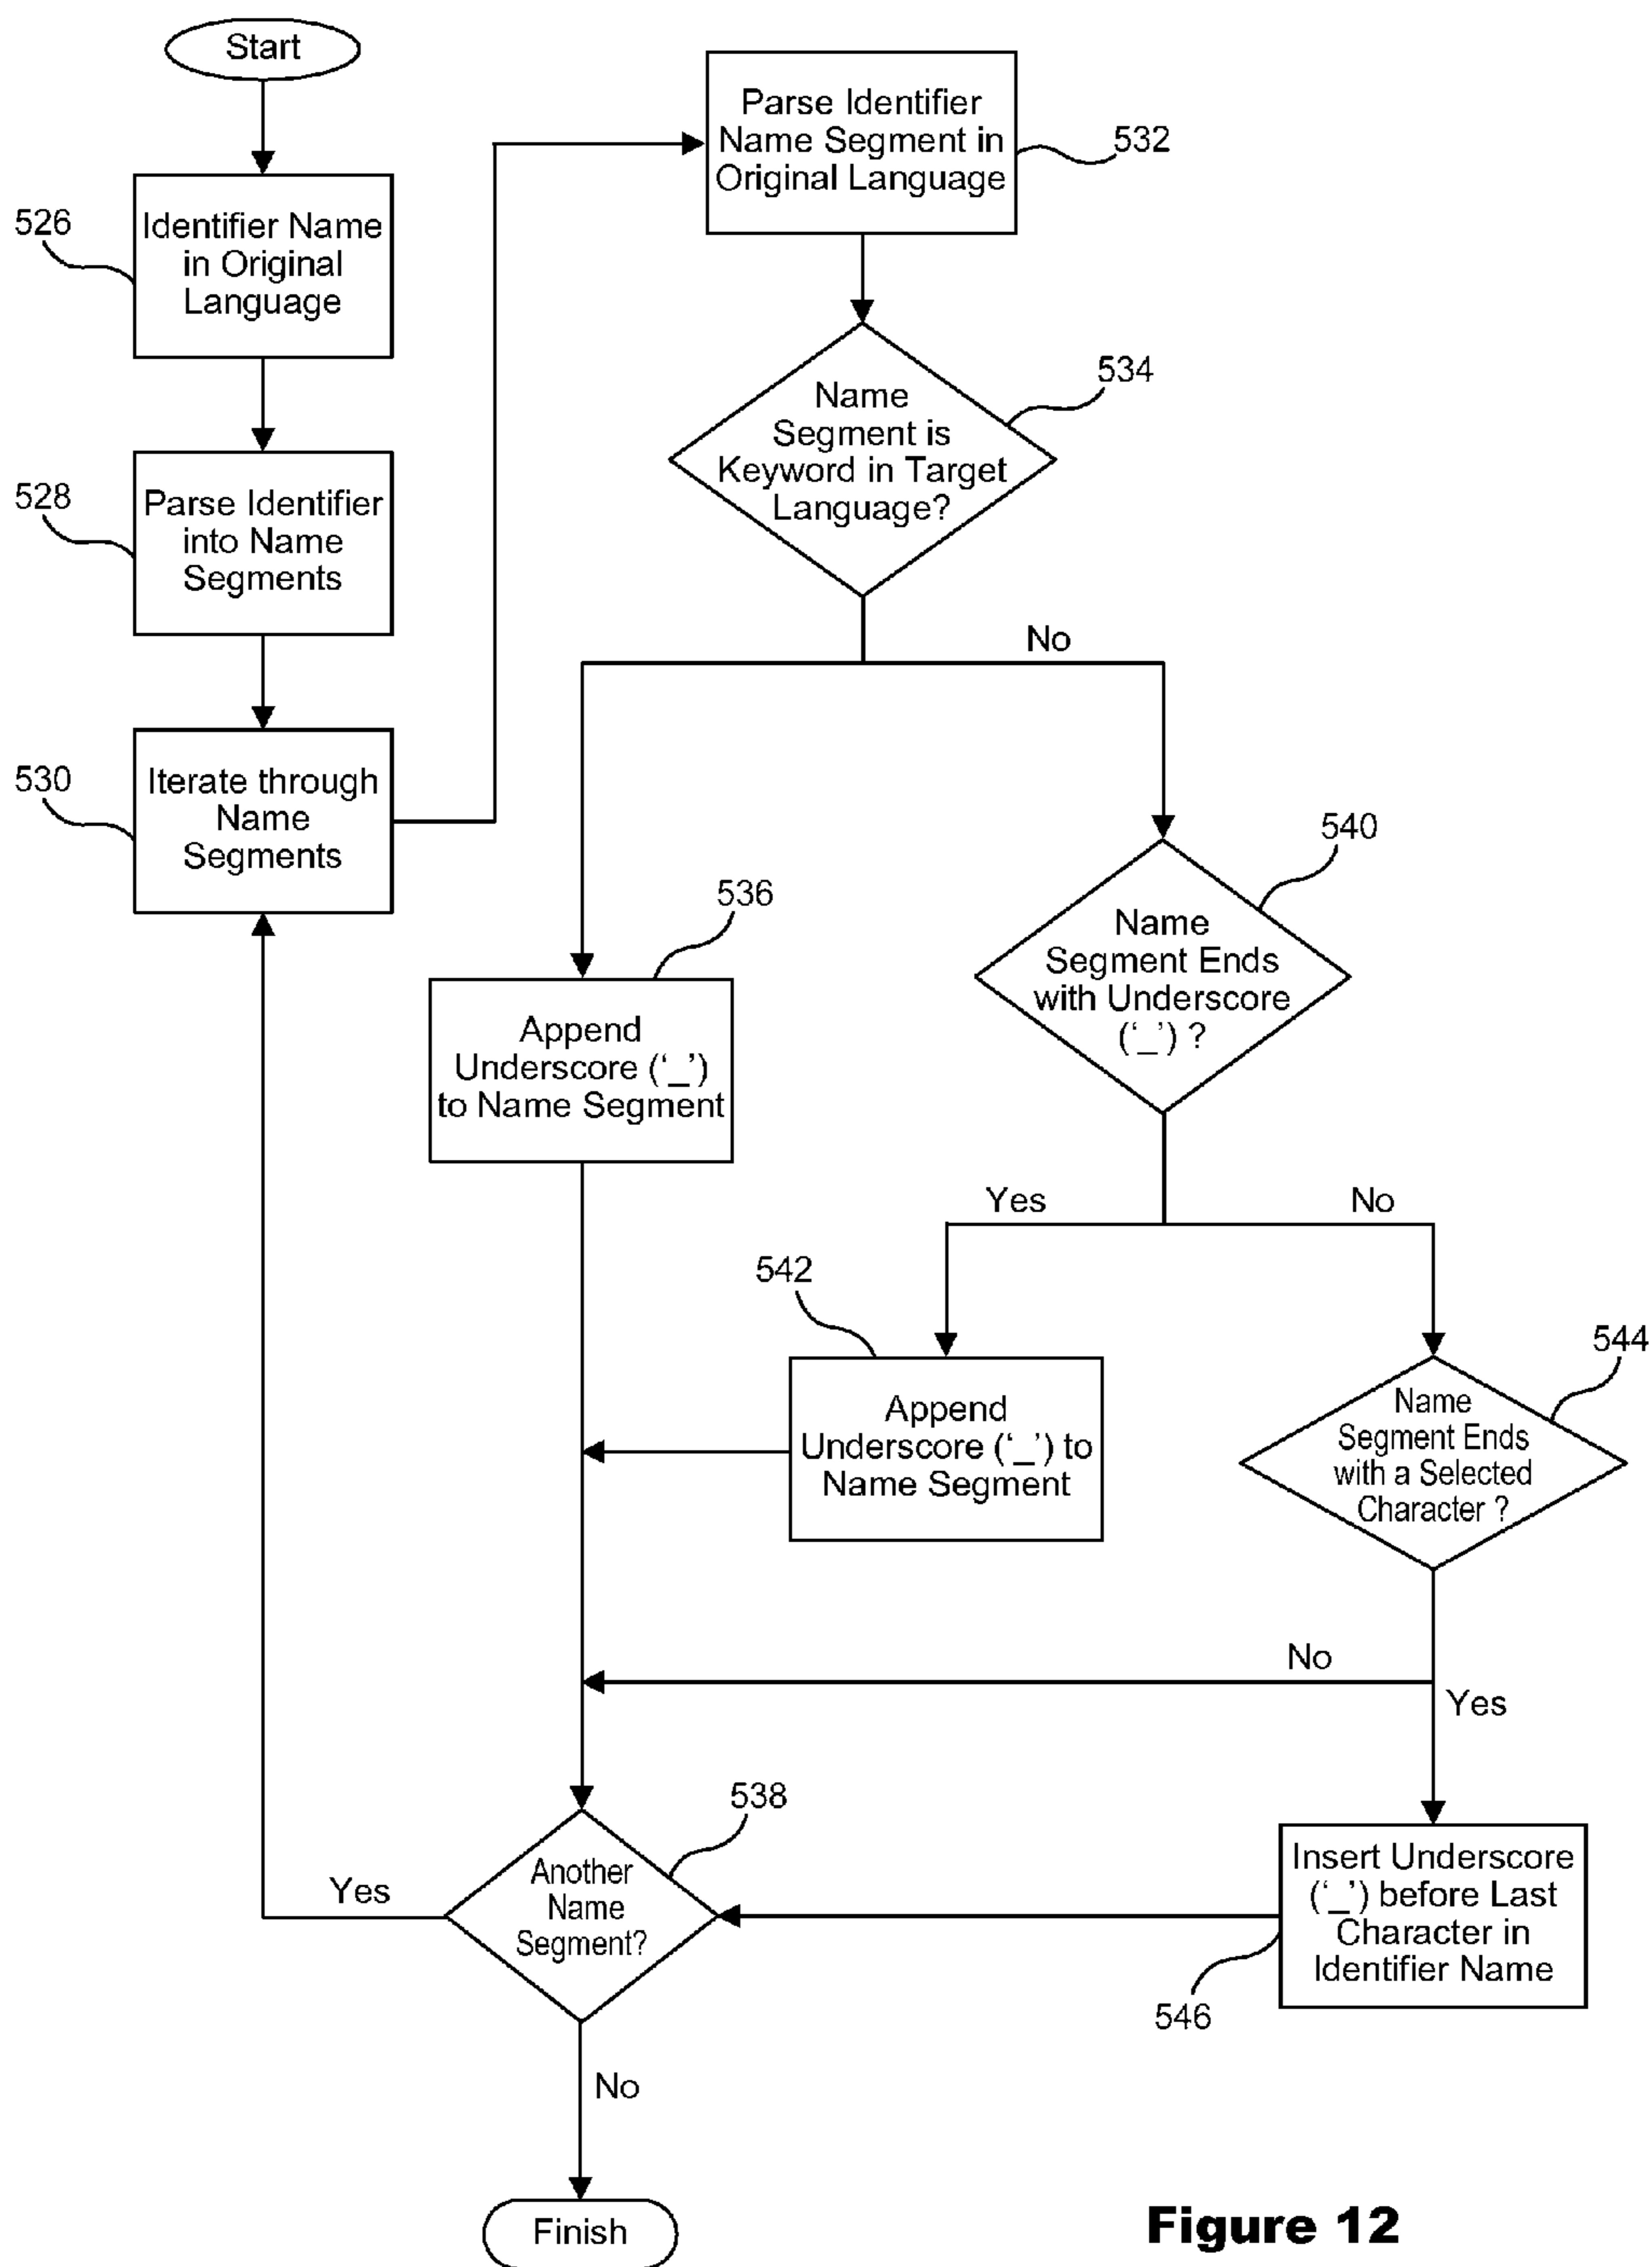 Start
526
Identifier Name
in Original
Language
528
Parse Identifier
into Name
Segments
530
Iterate through
Name
Segments
Parse Identifier
Name Segment in
Original Language
532
534
Name
Segment is
Keyword in Target
Language?
No
536
Append
Underscore (‘_’)
to Name Segment
540
Name
Segment Ends
with Underscore
(‘_’) ?
Yes
No
542
Append
Underscore (‘_’) to
Name Segment
544
Name
Segment Ends
with a Selected
Character ?
No
Yes
538
Another
Name
Segment?
Yes
Insert Underscore
(‘_’) before Last
Character in
Identifier Name
546
No
Finish
Figure 12